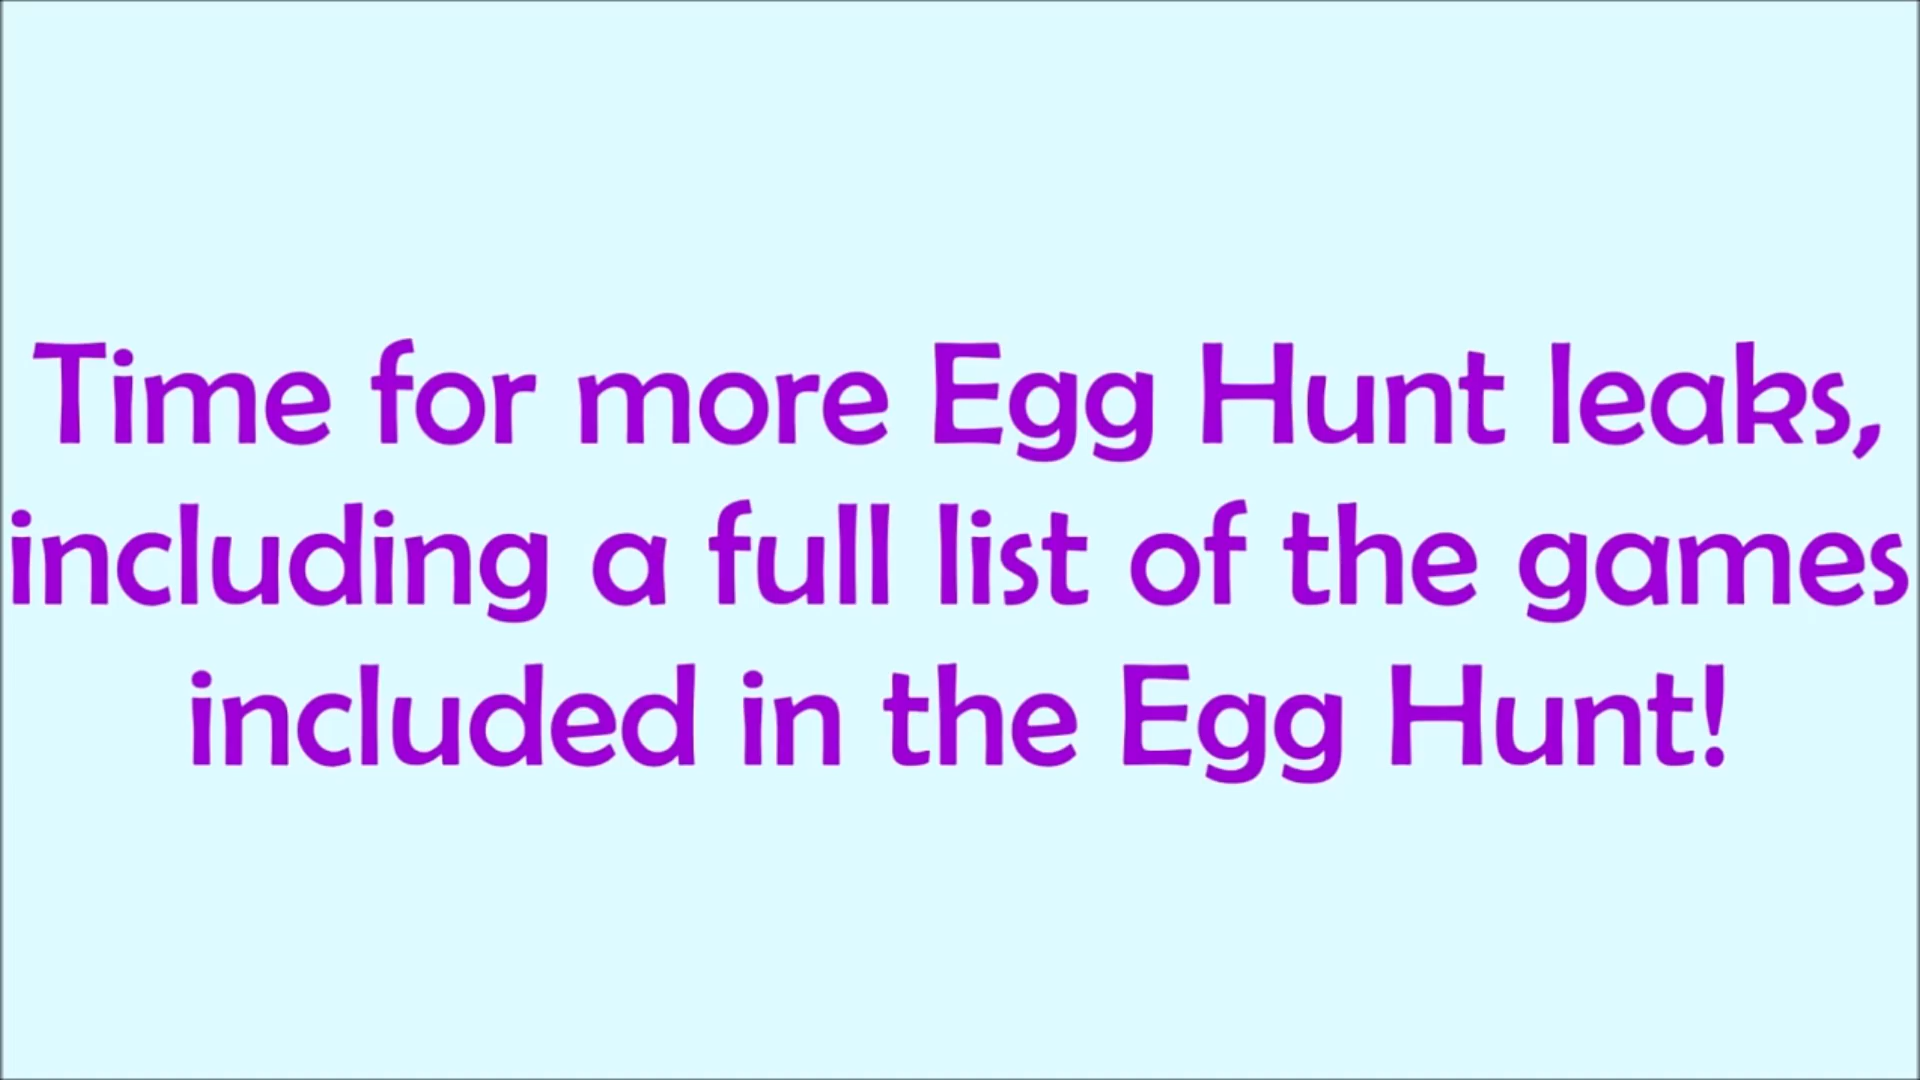 Time for more Egg Hunt leaks,
including a full list of the games
included in the Egg Hunt!